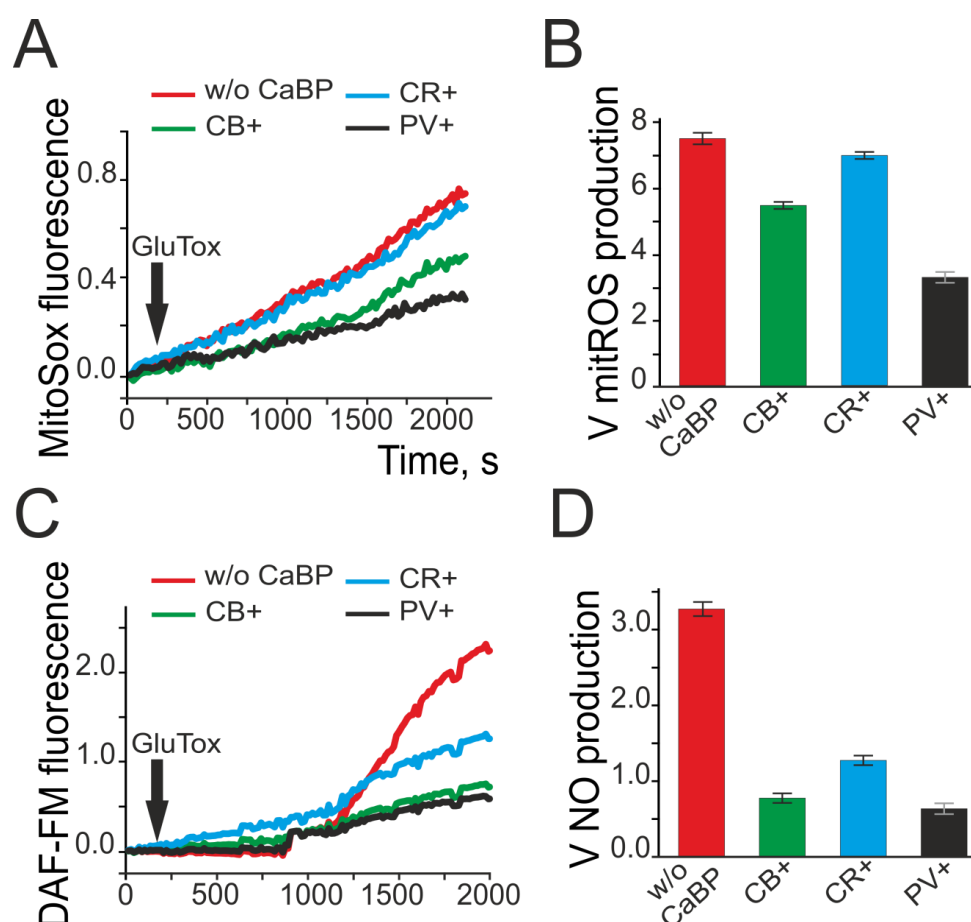 A
w/o CaBP
CR+
CB+
PV+
MitoSox fluorescence
0.8
0.4
0.0
GluTox
0
500
1000
1500
2000
Time, s
B
V mitROS production
8
6
4
2
0
w/o
CaBP
CB+
CR+
PV+
C
w/o CaBP
CR+
CB+
PV+
DAF-FM fluorescence
2.0
1.0
0.0
GluTox
0
500
1000
1500
2000
D
V NO production
3.0
2.0
1.0
0.0
w/o
CaBP
CB+
CR+
PV+